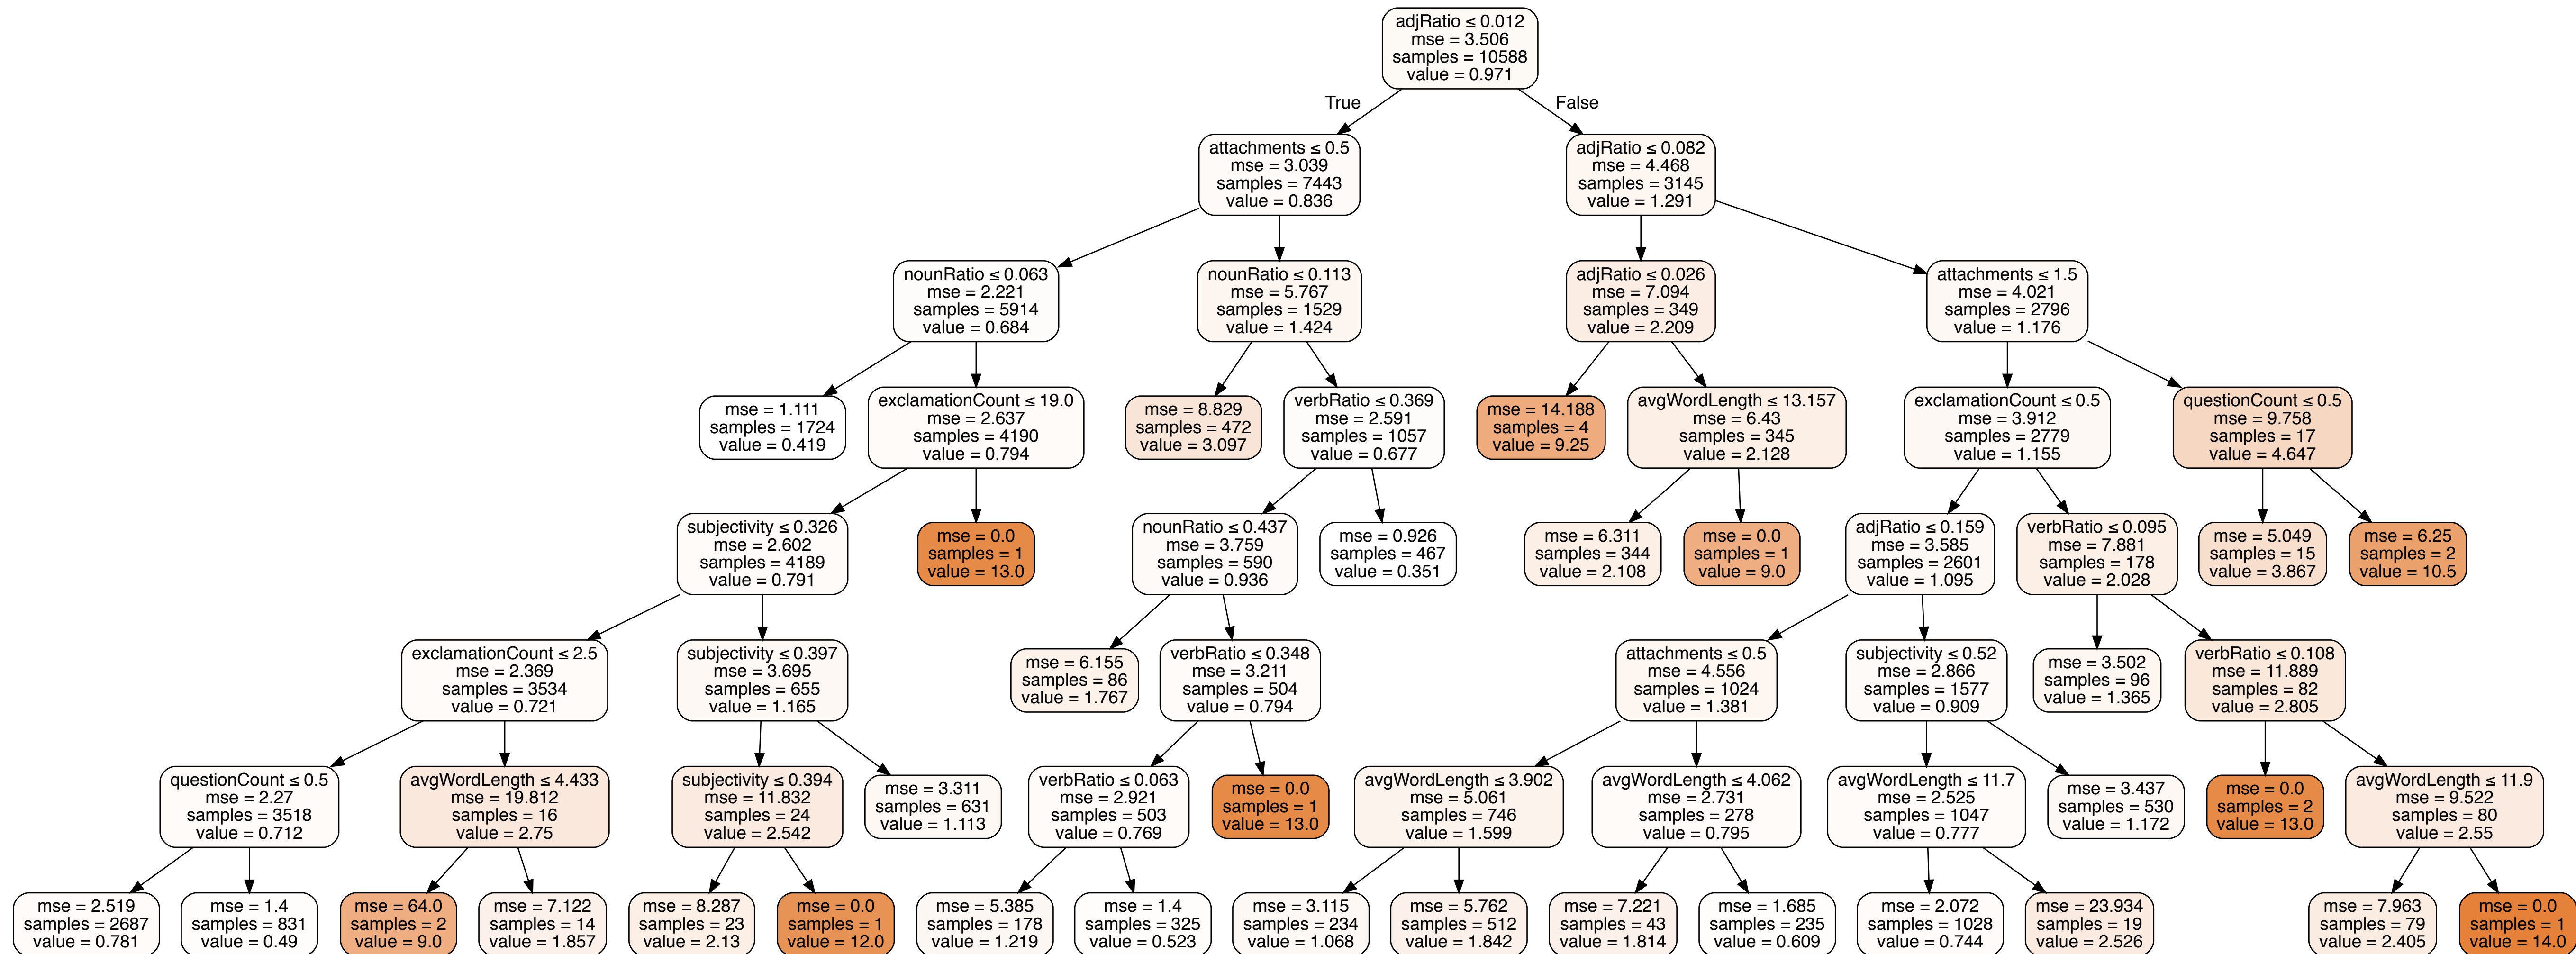 adjRatio ≤ 0.012
mse = 3.506
samples = 10588
value = 0.971
True
False
attachments ≤ 0.5
mse = 3.039
samples = 7443
value = 0.836
adjRatio ≤ 0.082
mse = 4.468
samples = 3145
value = 1.291
nounRatio ≤ 0.063
mse = 2.221
samples = 5914
value = 0.684
nounRatio ≤ 0.113
mse = 5.767
samples = 1529
value = 1.424
adjRatio ≤ 0.026
mse = 7.094
samples = 349
value = 2.209
attachments ≤ 1.5
mse = 4.021
samples = 2796
value = 1.176
mse = 1.111
samples = 1724
value = 0.419
exclamationCount ≤ 19.0
mse = 2.637
samples = 4190
value = 0.794
mse = 8.829
samples = 472
value = 3.097
verbRatio ≤ 0.369
mse = 2.591
samples = 1057
value = 0.677
mse = 14.188
samples = 4
value = 9.25
avgWordLength ≤ 13.157
mse = 6.43
samples = 345
value = 2.128
exclamationCount ≤ 0.5
mse = 3.912
samples = 2779
value = 1.155
questionCount ≤ 0.5
mse = 9.758
samples = 17
value = 4.647
subjectivity ≤ 0.326
mse = 2.602
samples = 4189
value = 0.791
mse = 0.0
samples = 1
value = 13.0
nounRatio ≤ 0.437
mse = 3.759
samples = 590
value = 0.936
mse = 0.926
samples = 467
value = 0.351
mse = 6.311
samples = 344
value = 2.108
mse = 0.0
samples = 1
value = 9.0
adjRatio ≤ 0.159
mse = 3.585
samples = 2601
value = 1.095
verbRatio ≤ 0.095
mse = 7.881
samples = 178
value = 2.028
mse = 5.049
samples = 15
value = 3.867
mse = 6.25
samples = 2
value = 10.5
exclamationCount ≤ 2.5
mse = 2.369
samples = 3534
value = 0.721
subjectivity ≤ 0.397
mse = 3.695
samples = 655
value = 1.165
mse = 6.155
samples = 86
value = 1.767
verbRatio ≤ 0.348
mse = 3.211
samples = 504
value = 0.794
attachments ≤ 0.5
mse = 4.556
samples = 1024
value = 1.381
subjectivity ≤ 0.52
mse = 2.866
samples = 1577
value = 0.909
mse = 3.502
samples = 96
value = 1.365
verbRatio ≤ 0.108
mse = 11.889
samples = 82
value = 2.805
questionCount ≤ 0.5
mse = 2.27
samples = 3518
value = 0.712
avgWordLength ≤ 4.433
mse = 19.812
samples = 16
value = 2.75
subjectivity ≤ 0.394
mse = 11.832
samples = 24
value = 2.542
mse = 3.311
samples = 631
value = 1.113
verbRatio ≤ 0.063
mse = 2.921
samples = 503
value = 0.769
mse = 0.0
samples = 1
value = 13.0
avgWordLength ≤ 3.902
mse = 5.061
samples = 746
value = 1.599
avgWordLength ≤ 4.062
mse = 2.731
samples = 278
value = 0.795
avgWordLength ≤ 11.7
mse = 2.525
samples = 1047
value = 0.777
mse = 3.437
samples = 530
value = 1.172
mse = 0.0
samples = 2
value = 13.0
avgWordLength ≤ 11.9
mse = 9.522
samples = 80
value = 2.55
mse = 2.519
samples = 2687
value = 0.781
mse = 1.4
samples = 831
value = 0.49
mse = 64.0
samples = 2
value = 9.0
mse = 7.122
samples = 14
value = 1.857
mse = 8.287
samples = 23
value = 2.13
mse = 0.0
samples = 1
value = 12.0
mse = 5.385
samples = 178
value = 1.219
mse = 1.4
samples = 325
value = 0.523
mse = 3.115
samples = 234
value = 1.068
mse = 5.762
samples = 512
value = 1.842
mse = 7.221
samples = 43
value = 1.814
mse = 1.685
samples = 235
value = 0.609
mse = 2.072
samples = 1028
value = 0.744
mse = 23.934
samples = 19
value = 2.526
mse = 7.963
samples = 79
value = 2.405
mse = 0.0
samples = 1
value = 14.0